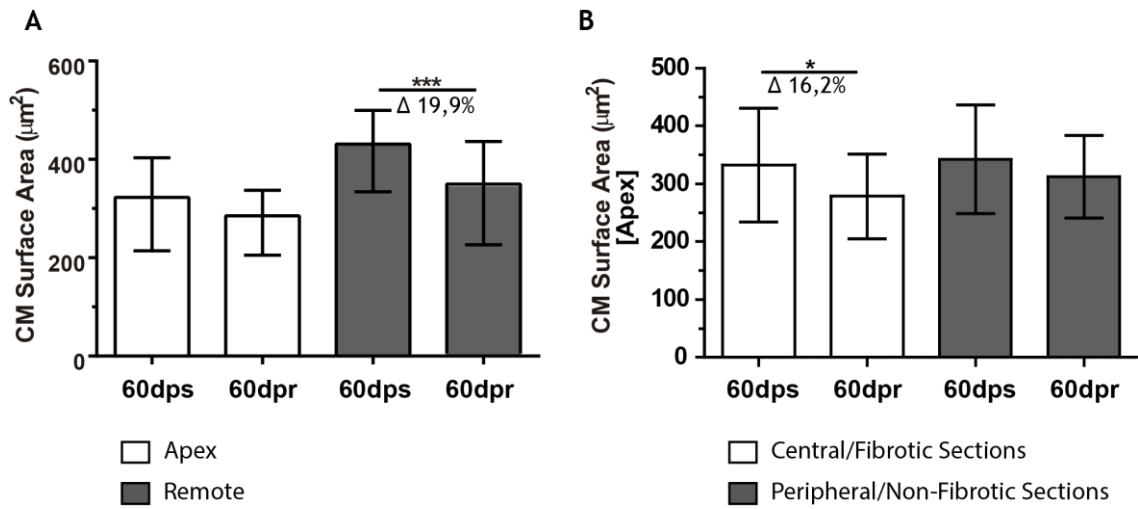 A
CM Surface Area (μm²)
600
400
200
0
***
Δ 19,9%
60dps
60dpr
60dps
60dpr
Apex
Remote
B
CM Surface Area (μm²)
[Apex]
500
400
300
200
100
0
*
Δ 16,2%
60dps
60dpr
60dps
60dpr
Central/Fibrotic Sections
Peripheral/Non-Fibrotic Sections